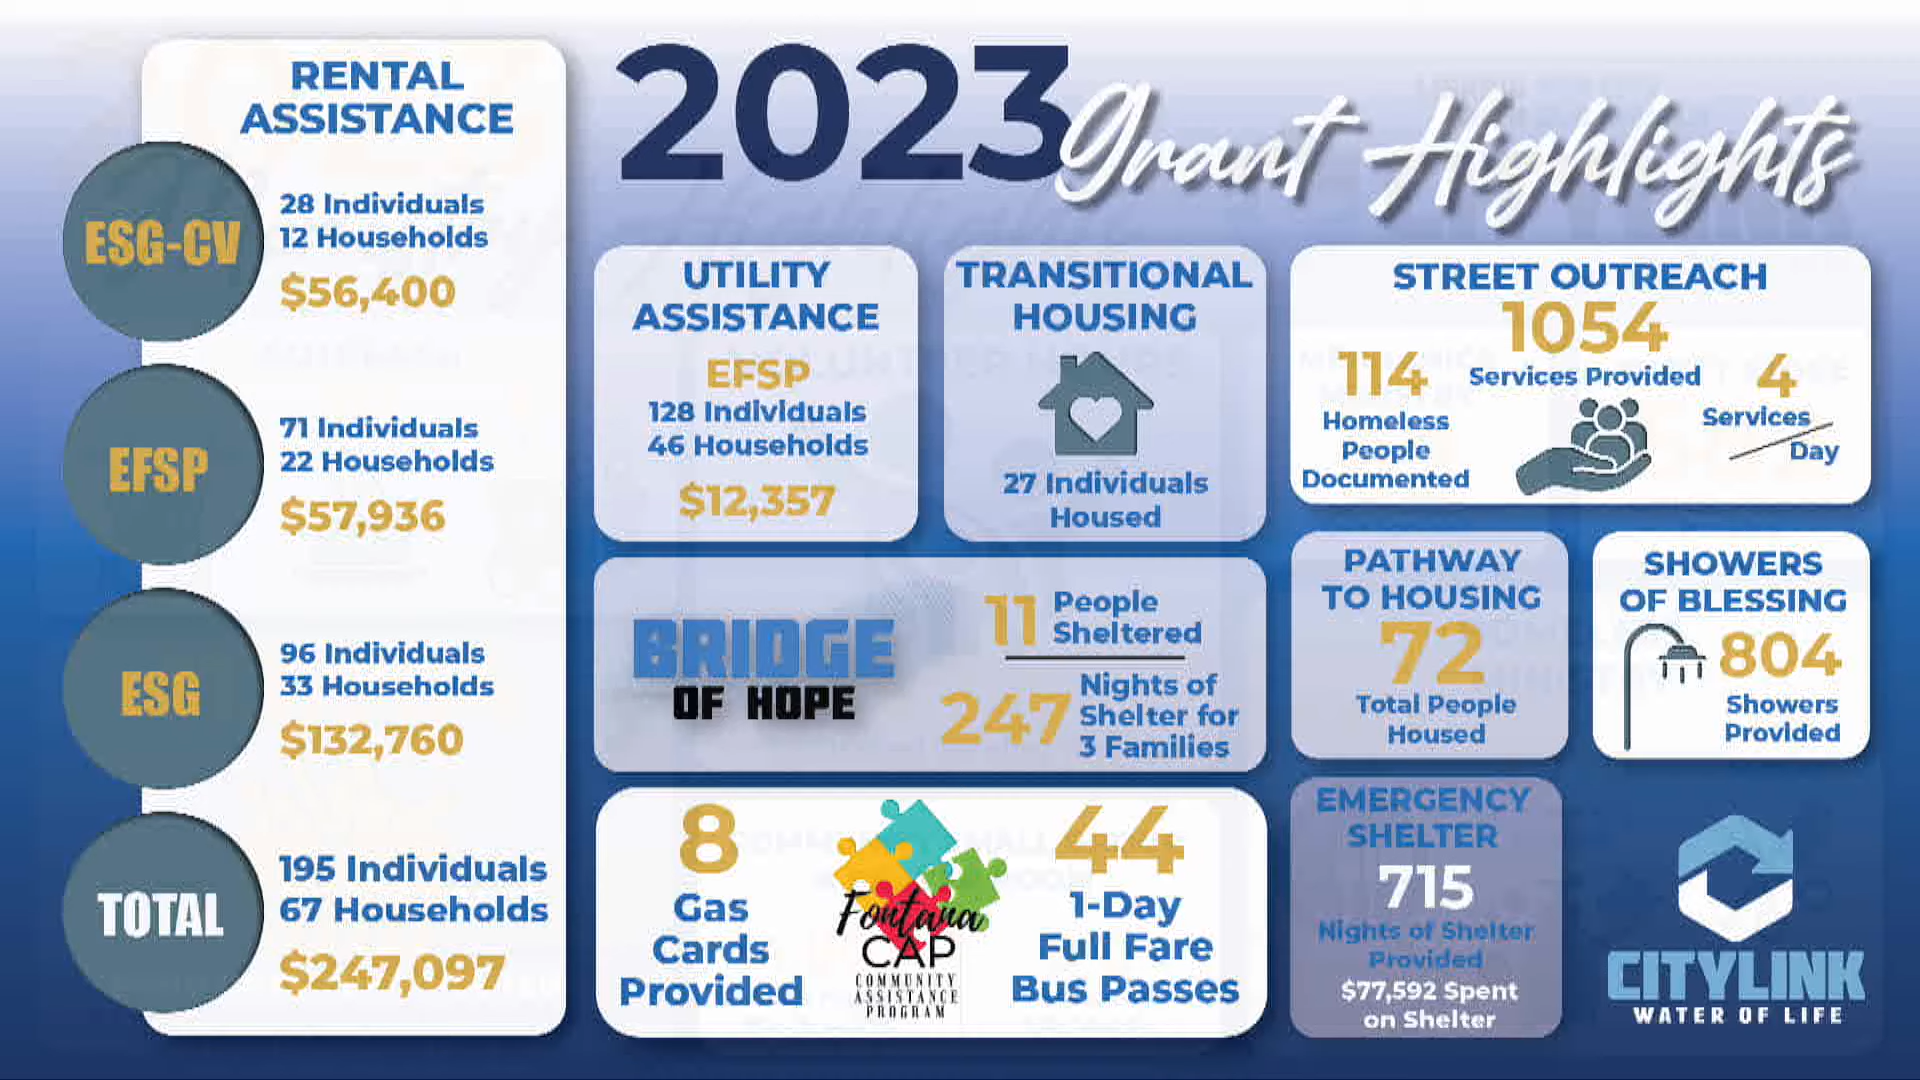 2023
Grant Highlights
RENTAL
ASSISTANCE
ESG-CV
28 Individuals
12 Households
$56,400
EFSP
71 Individuals
22 Households
$57,936
ESG
96 Individuals
33 Households
$132,760
TOTAL
195 Individuals
67 Households
$247,097
UTILITY
ASSISTANCE
EFSP
128 Individuals
46 Households
$12,357
TRANSITIONAL
HOUSING
27 Individuals
Housed
STREET OUTREACH
114
Homeless
People
Documented
1054
Services Provided
4
Services
Day
BRIDGE
OF HOPE
11 People
Sheltered
247 Nights of
Shelter for
3 Families
PATHWAY
TO HOUSING
72
Total People
Housed
SHOWERS
OF BLESSING
804
Showers
Provided
8
Gas
Cards
Provided
Fontana
CAP
COMMUNITY
ASSISTANCE
PROGRAM
44
1-Day
Full Fare
Bus Passes
EMERGENCY
SHELTER
715
Nights of Shelter
Provided
$77,592 Spent
on Shelter
CITYLINK
WATER OF LIFE